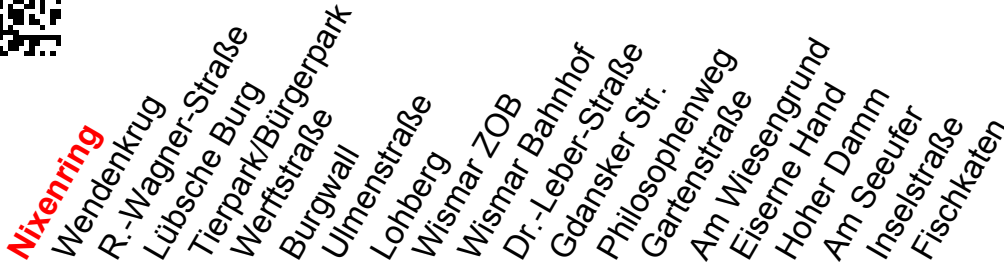 Nixenring
Wendenkrug
R.-Wagner-Straße
Lübsche Burg
Tierpark/Bürgerpark
Werftstraße
Burgwall
Ulmenstraße
Lohberg
Wismar ZOB
Wismar Bahnhof
Dr.-Leber-Straße
Gdansker Str.
Philosophenweg
Gartenstraße
Am Wiesengrund
Eiserne Hand
Hoher Damm
Am Seeufer
Inselstraße
Fischkaten